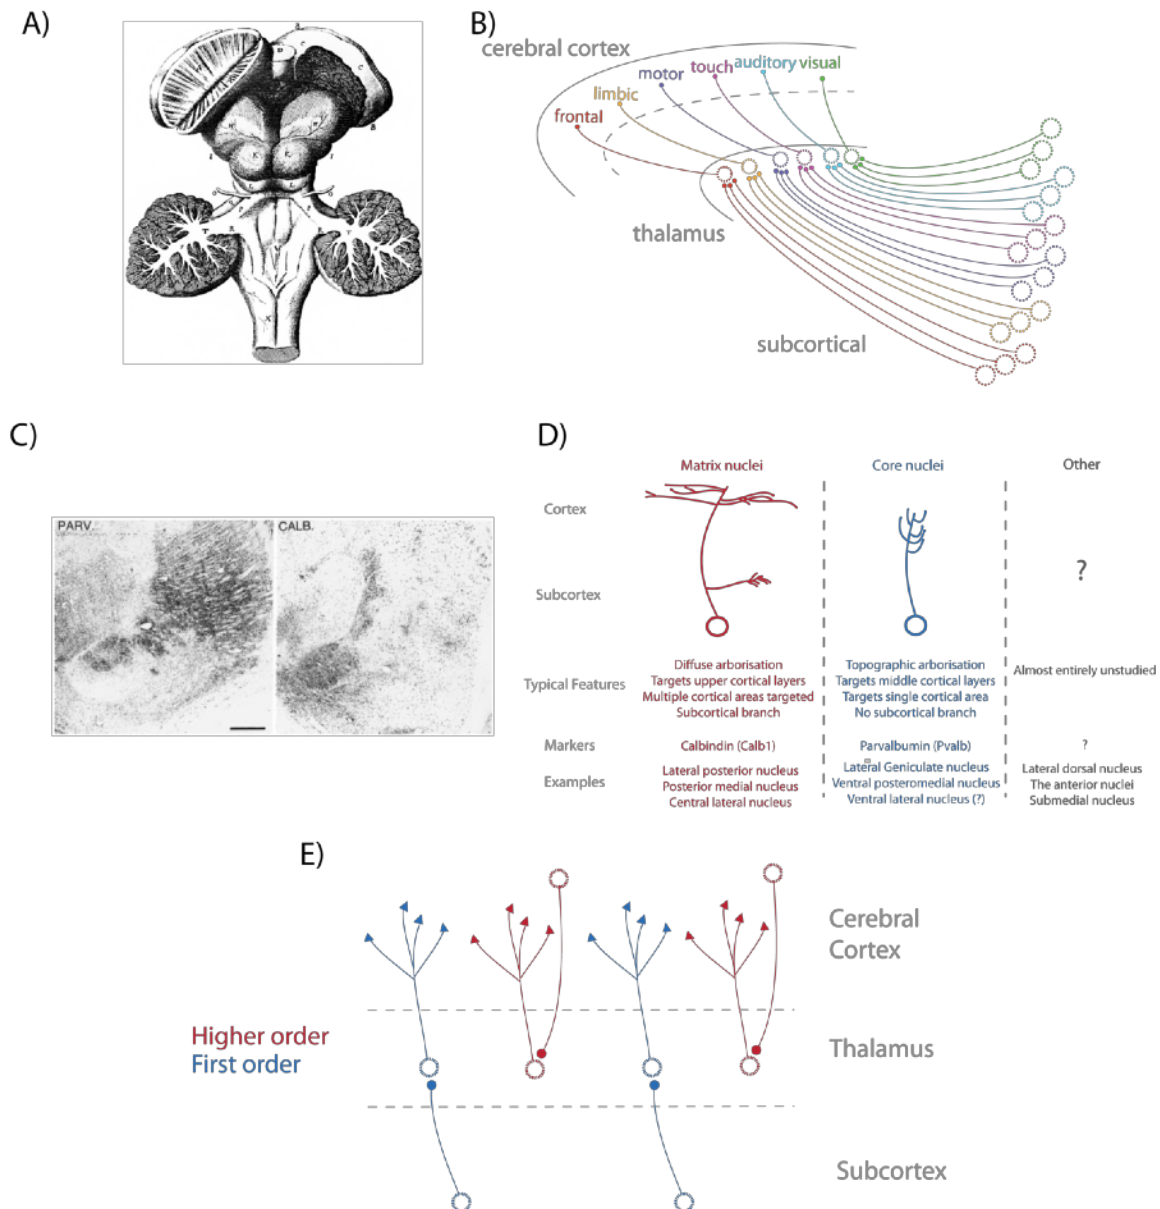 A)
B)
cerebral cortex
frontal
limbic
motor
touch
auditory
visual
thalamus
subcortical
C)
PARV.
CALB.
D)
Matrix nuclei
Core nuclei
Other
Cortex
Subcortex
?
Typical Features
Diffuse arborisation
Targets upper cortical layers
Multiple cortical areas targeted
Subcortical branch
Topographic arborisation
Targets middle cortical layers
Targets single cortical area
No subcortical branch
Almost entirely unstudied
Markers
Calbindin (Calb1)
Parvalbumin (Pvalb)
?
Examples
Lateral posterior nucleus
Posterior medial nucleus
Central lateral nucleus
Lateral Geniculate nucleus
Ventral posteromedial nucleus
Ventral lateral nucleus (?)
Lateral dorsal nucleus
The anterior nuclei
Submedial nucleus
E)
Higher order
First order
Cerebral
Cortex
Thalamus
Subcortex